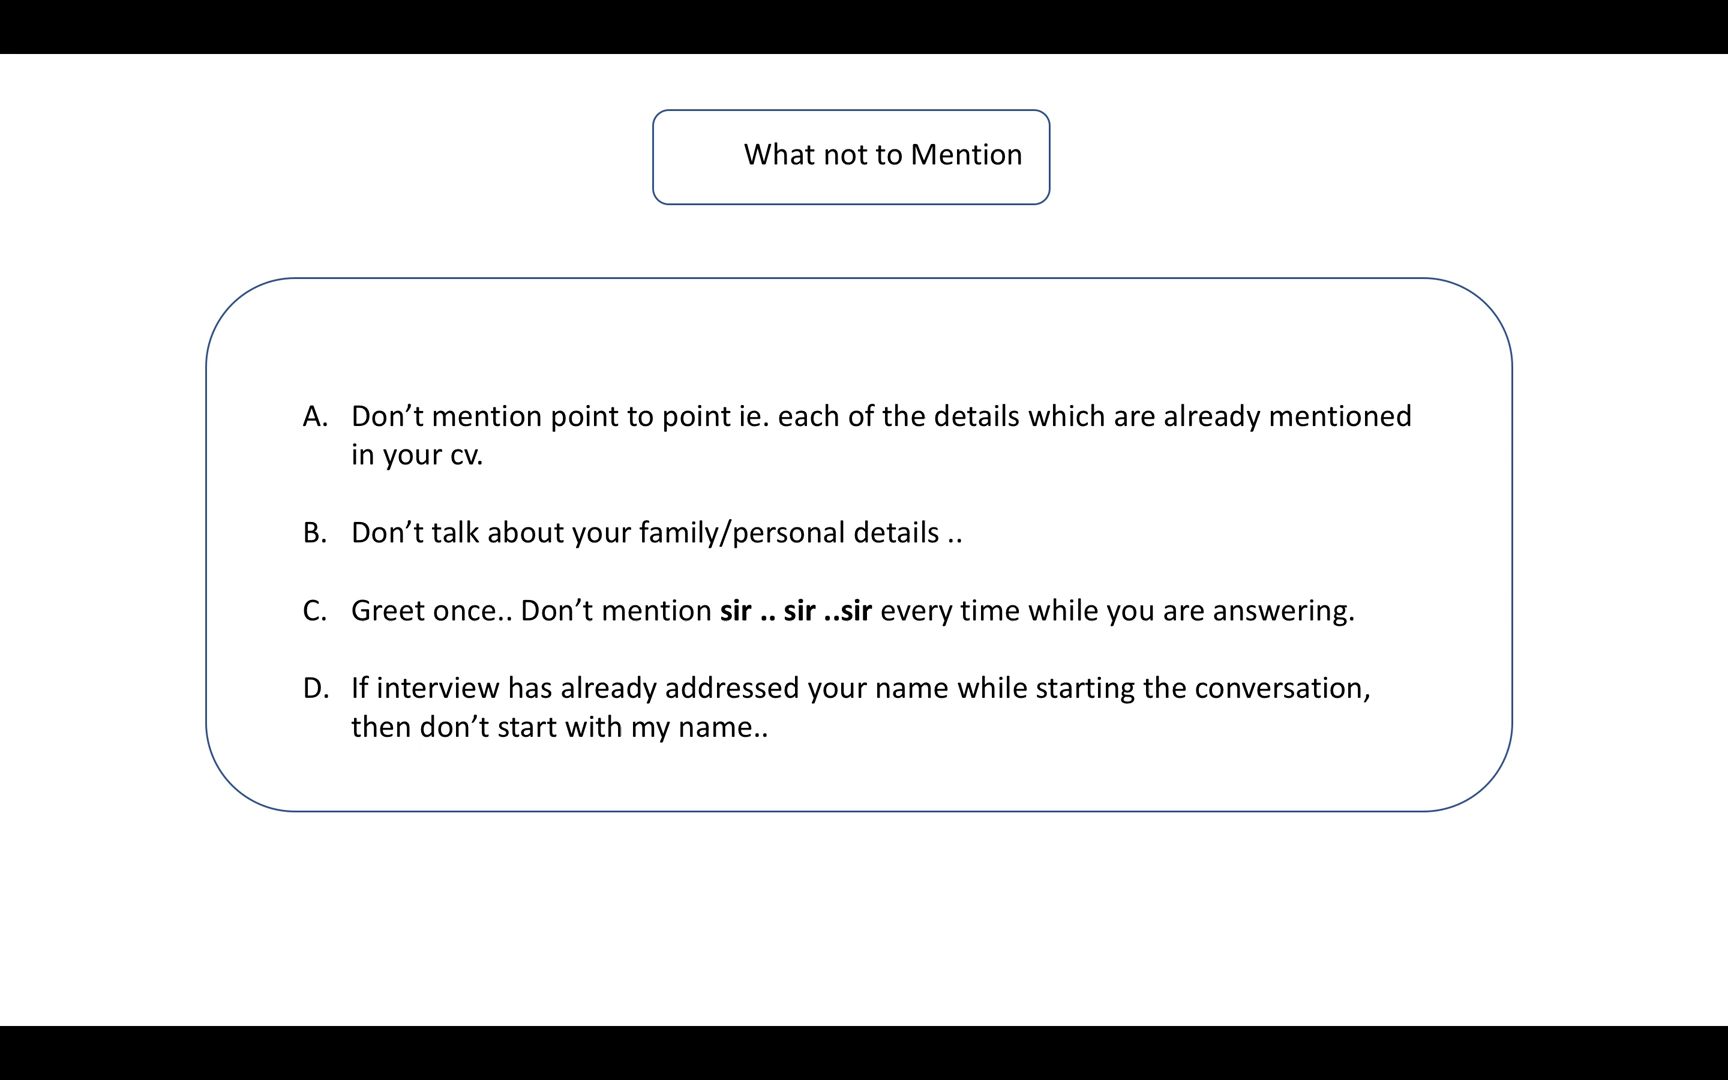 What not to Mention
A. Don’t mention point to point ie. each of the details which are already mentioned
in your cv.
B. Don’t talk about your family/personal details ..
C. Greet once.. Don’t mention sir .. sir ..sir every time while you are answering.
D. If interview has already addressed your name while starting the conversation,
then don’t start with my name..